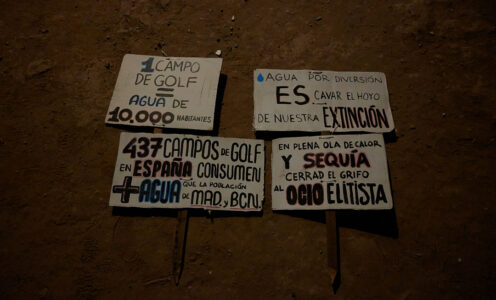 1 CAMPO
DE GOLF
=
AGUA DE
10.000 HABITANTES
AGUA POR DIVERSIÓN
ES CAVAR EL HOYO
DE NUESTRA EXTINCIÓN
437 CAMPOS DE GOLF
EN ESPAÑA CONSUMEN
+ AGUA QUE LA POBLACIÓN
DE MAD. y BCN.
EN PLENA OLA DE CALOR
Y SEQUÍA
CERRAD EL GRIFO
AL OCIO ELITISTA